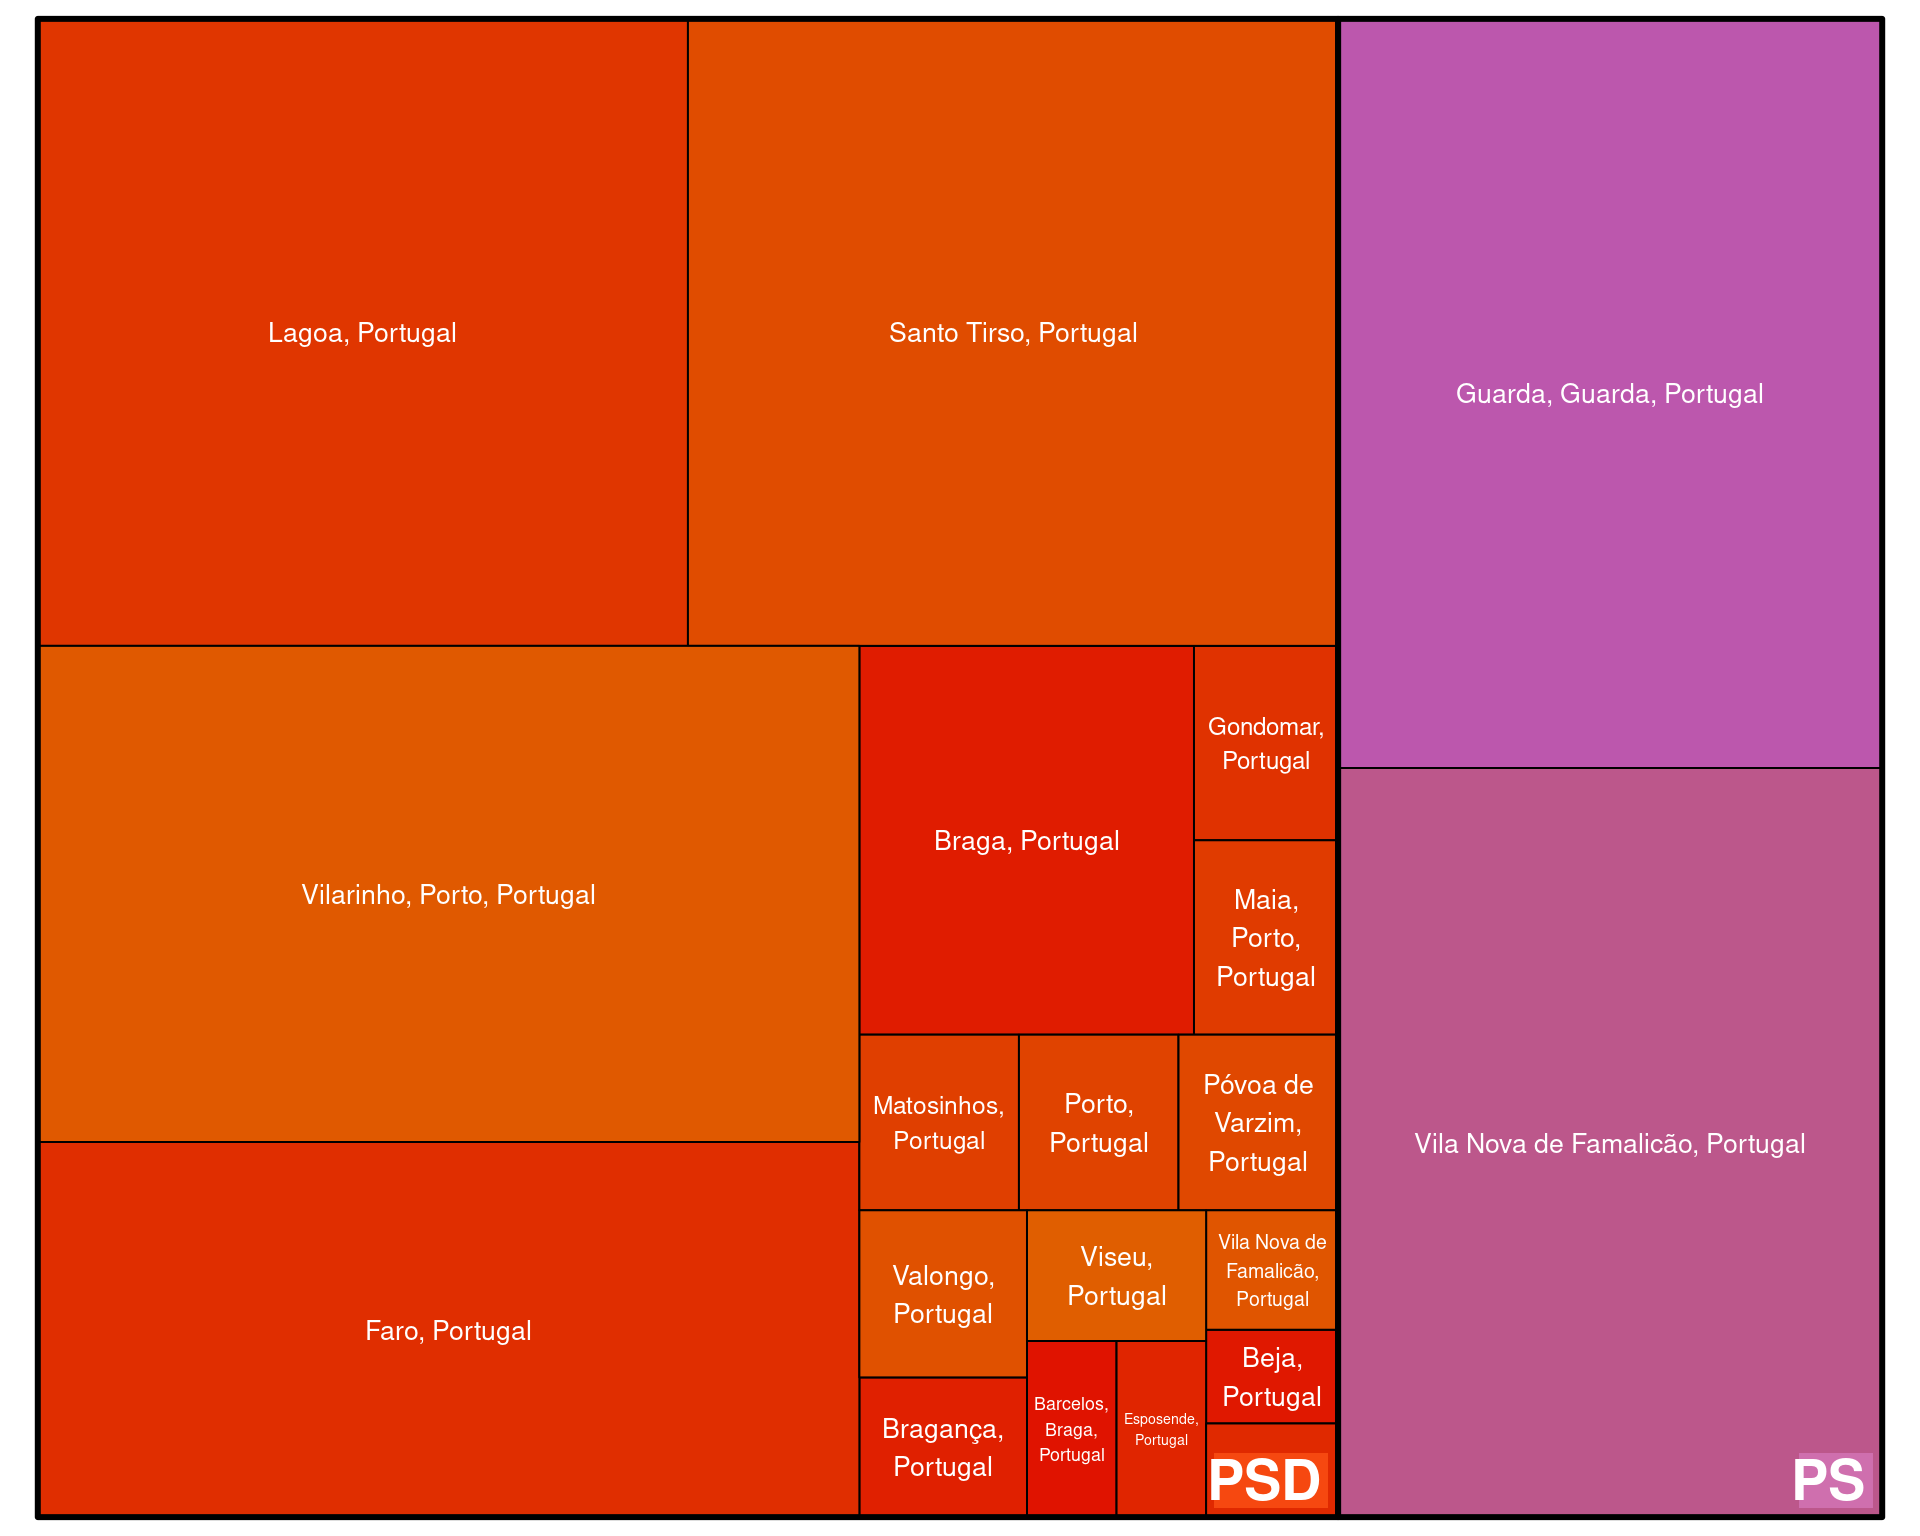 Lagoa, Portugal
Santo Tirso, Portugal
Guarda, Guarda, Portugal
Vilarinho, Porto, Portugal
Braga, Portugal
Gondomar,
Portugal
Maia,
Porto,
Portugal
Matosinhos,
Portugal
Porto,
Portugal
Póvoa de
Varzim,
Portugal
Vila Nova de Famalicão, Portugal
Faro, Portugal
Valongo,
Portugal
Viseu,
Portugal
Vila Nova de
Famalicão,
Portugal
Beja,
Portugal
Bragança,
Portugal
Barcelos,
Braga,
Portugal
Esposende,
Portugal
PSD
PS